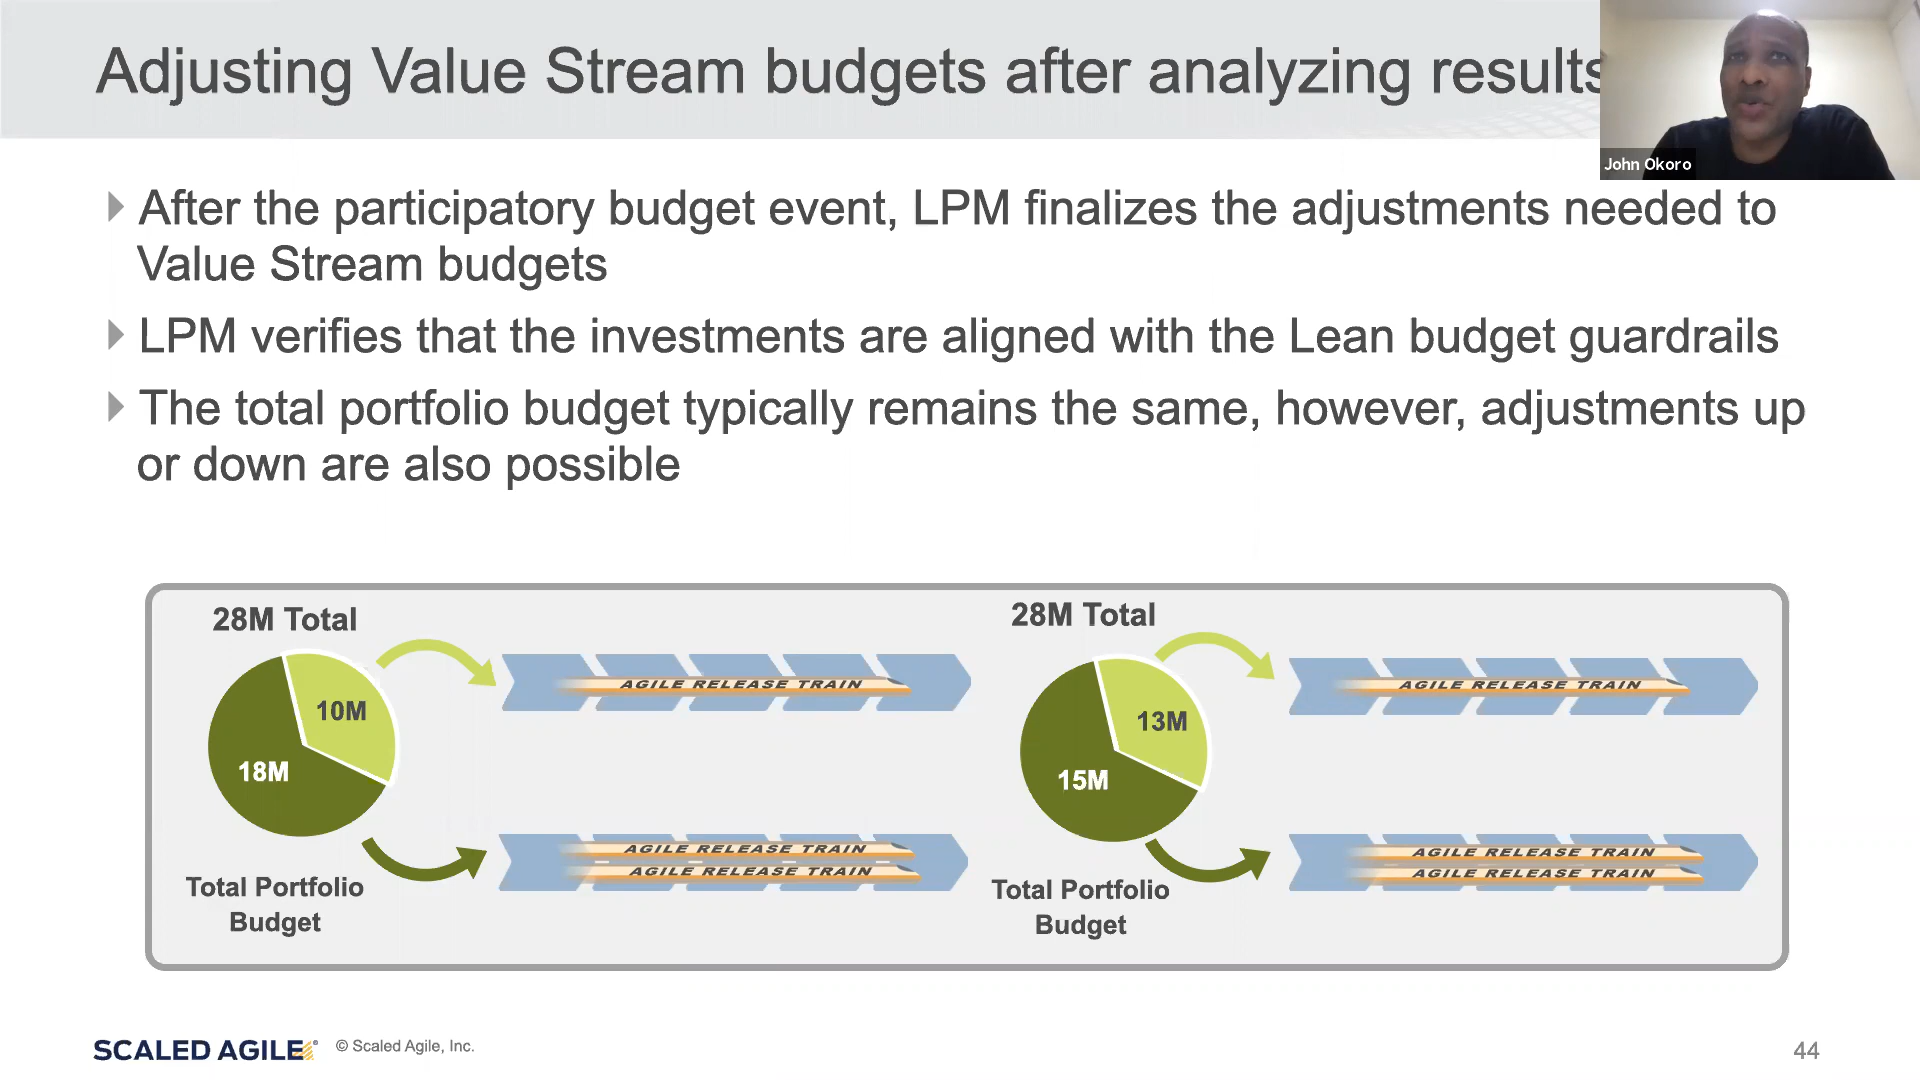 Adjusting Value Stream budgets after analyzing results
John Okoro
After the participatory budget event, LPM finalizes the adjustments needed to
Value Stream budgets
LPM verifies that the investments are aligned with the Lean budget guardrails
The total portfolio budget typically remains the same, however, adjustments up
or down are also possible
28M Total
10M
18M
Total Portfolio
Budget
AGILE RELEASE TRAIN
AGILE RELEASE TRAIN
AGILE RELEASE TRAIN
28M Total
13M
15M
Total Portfolio
Budget
AGILE RELEASE TRAIN
AGILE RELEASE TRAIN
AGILE RELEASE TRAIN
SCALED AGILE®
© Scaled Agile, Inc.
44